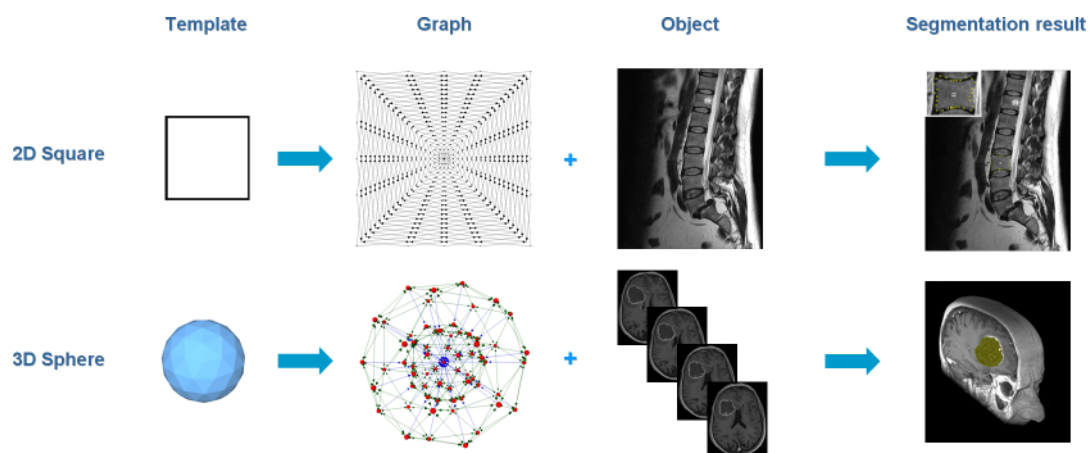 Template Graph Object Segmentation result
2D Square
+
3D Sphere
+